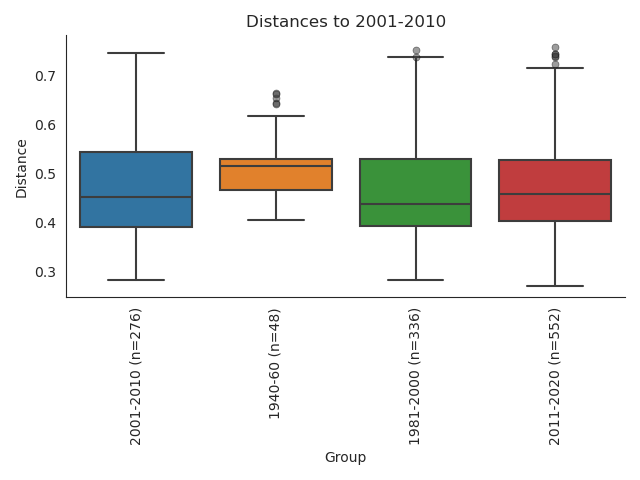 Distances to 2001-2010
Distance
0.7
0.6
0.5
0.4
0.3
2001-2010 (n=276)
1940-60 (n=48)
1981-2000 (n=336)
2011-2020 (n=552)
Group